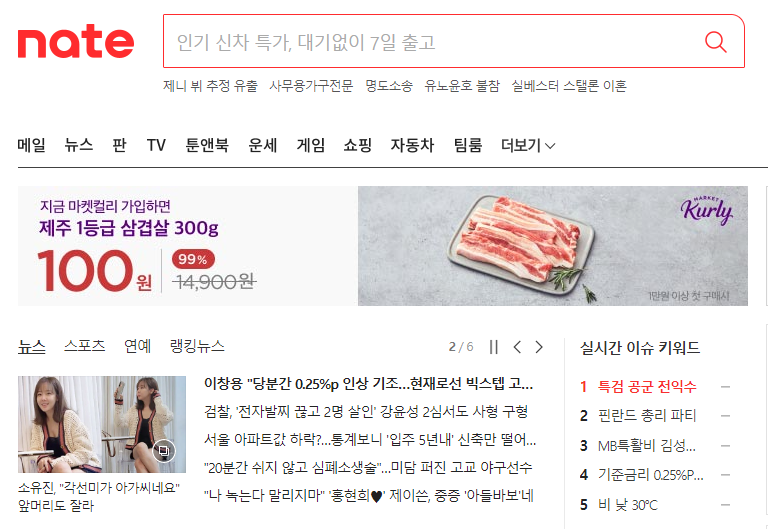 nate
인기 신차 특가, 대기없이 7일 출고
제니 뷔 추정 유출 사무용가구전문 명도소송 유노윤호 불참 실베스터 스탤론 이혼
메일 뉴스 판 TV 툰앤북 운세 게임 쇼핑 자동차 팀룸 더보기
지금 마켓컬리 가입하면
제주 1등급 삼겹살 300g
100원
99%
14,900원
MARKET
Kurly
1만원 이상 첫 구매시
뉴스 스포츠 연예 랭킹뉴스
2/6
이창용 "당분간 0.25%p 인상 기조...현재로선 빅스텝 고...
검찰, '전자발찌 끊고 2명 살인' 강윤성 2심서도 사형 구형
서울 아파트값 하락?...통계보니 '입주 5년내' 신축만 떨어...
"20분간 쉬지 않고 심폐소생술"...미담 퍼진 고교 야구선수
"나 녹는다 말리지마" '홍현희♥' 제이쓴, 중증 '아들바보'네
소유진, "각선미가 아가씨네요"
앞머리도 잘라
실시간 이슈 키워드
1 특검 공군 전익수
2 핀란드 총리 파티
3 MB특활비 김성...
4 기준금리 0.25%P...
5 비 낮 30℃